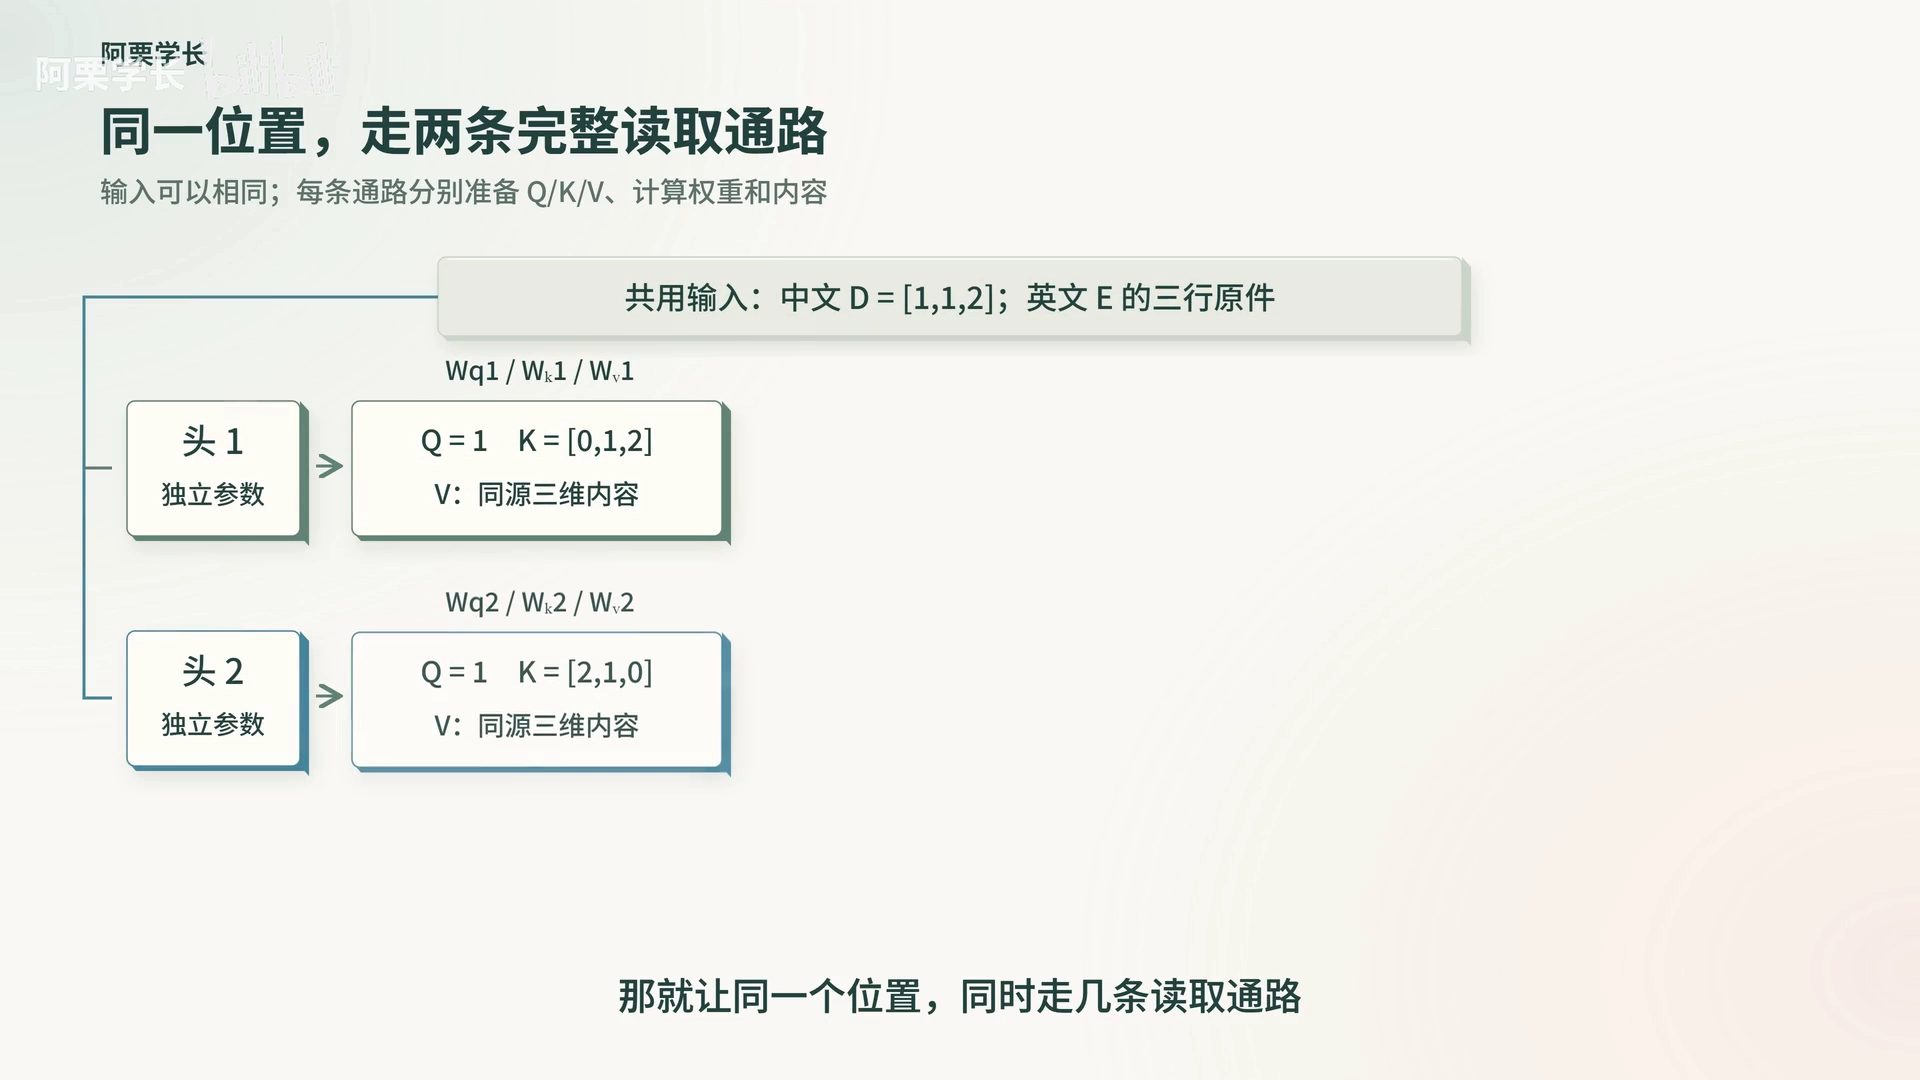 阿栗学长
阿栗学长 bilibili
同一位置，走两条完整读取通路
输入可以相同；每条通路分别准备 Q/K/V、计算权重和内容
共用输入：中文 D = [1,1,2]；英文 E 的三行原件
Wq1 / Wₖ1 / Wᵥ1
头 1
独立参数
Q = 1 K = [0,1,2]
V：同源三维内容
Wq2 / Wₖ2 / Wᵥ2
头 2
独立参数
Q = 1 K = [2,1,0]
V：同源三维内容
那就让同一个位置，同时走几条读取通路